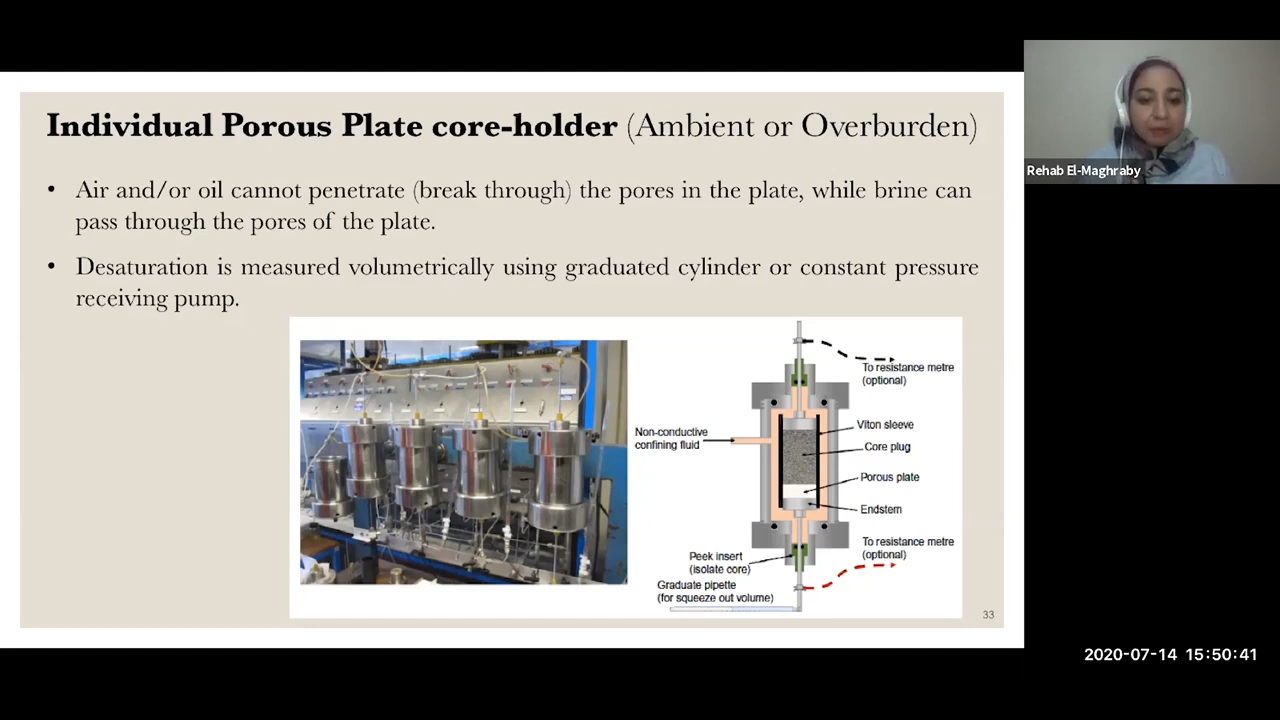 Individual Porous Plate core-holder (Ambient or Overburden)
• Air and/or oil cannot penetrate (break through) the pores in the plate, while brine can
pass through the pores of the plate.
• Desaturation is measured volumetrically using graduated cylinder or constant pressure
receiving pump.
To resistance metre
(optional)
Non-conductive
confining fluid
Viton sleeve
Core plug
Porous plate
Endstem
To resistance metre
(optional)
Peek insert
(isolate core)
Graduate pipette
(for squeeze out volume)
33
Rehab El-Maghraby
2020-07-14 15:50:41